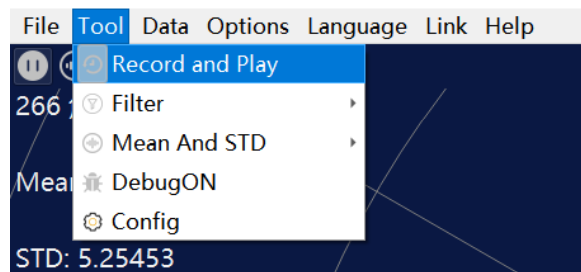 File Tool Data Options Language Link Help
Record and Play
266
Filter
Mean And STD
Mea
DebugON
Config
STD: 5.25453